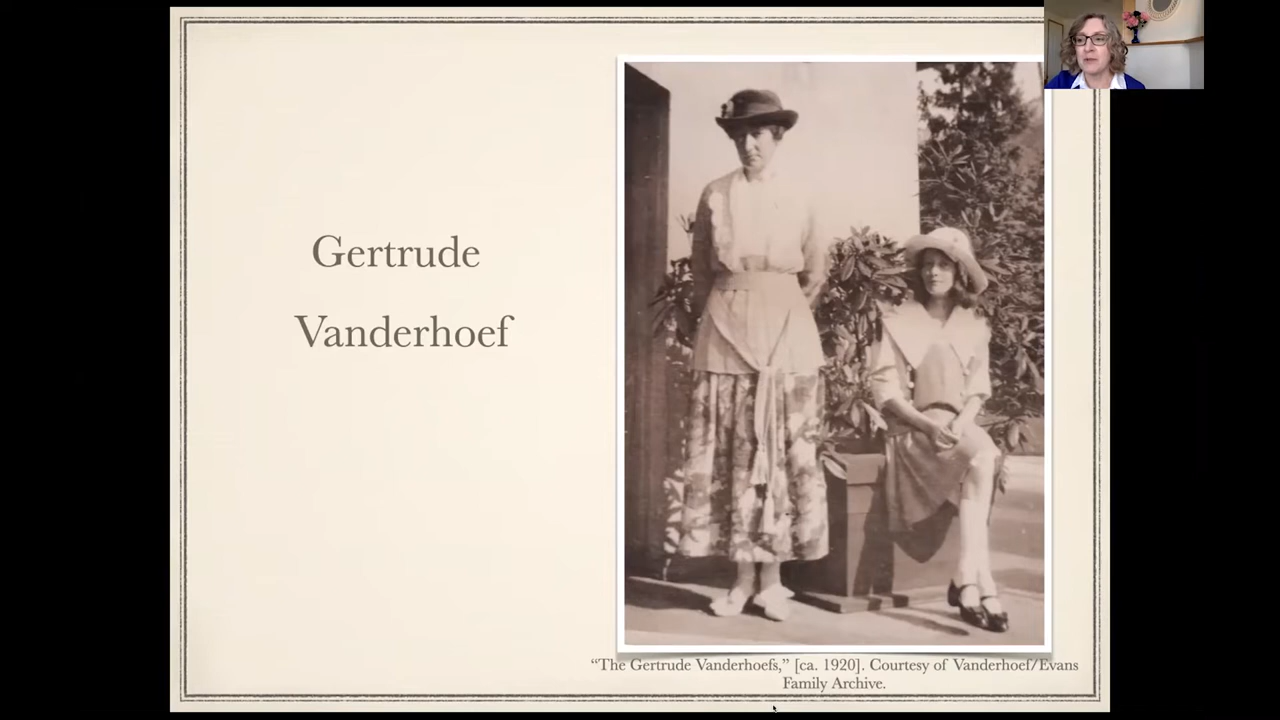 Gertrude
Vanderhoef
“The Gertrude Vanderhoefs,” [ca. 1920]. Courtesy of Vanderhoef/Evans
Family Archive.